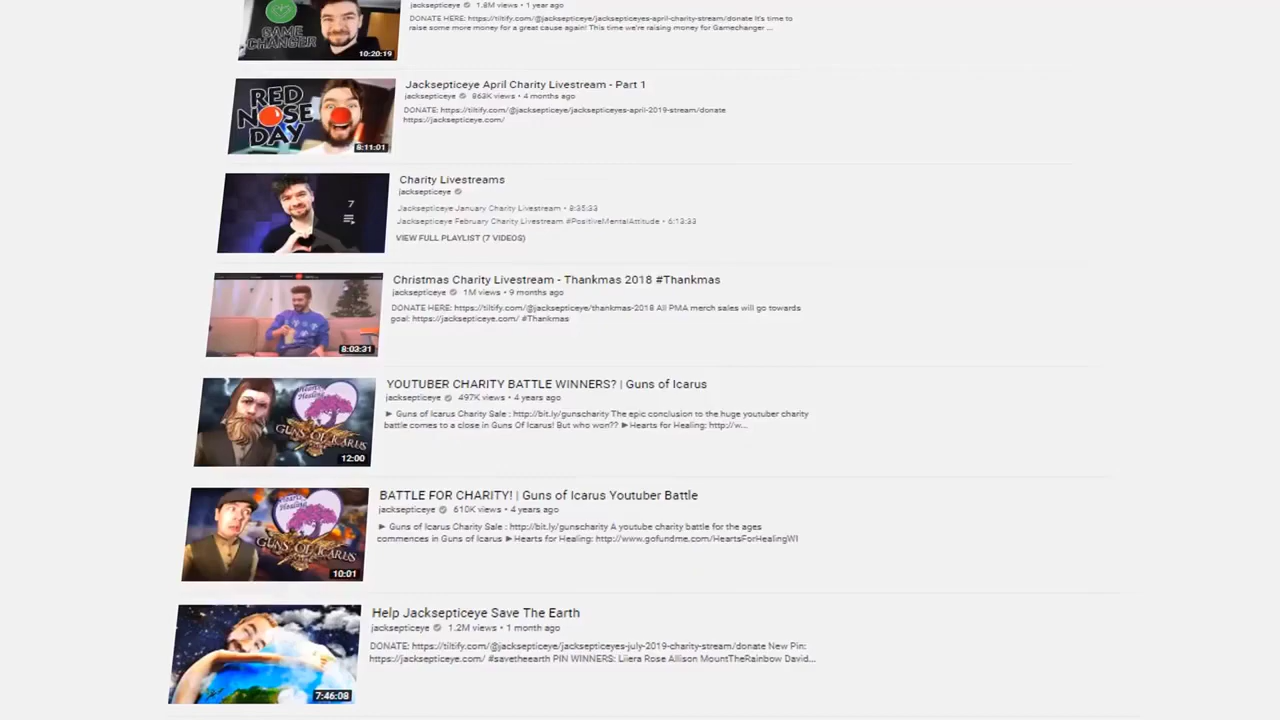 jacksepticeye 1.8M views • 1 year ago
DONATE HERE: https://tiltify.com/@jacksepticeye/jacksepticeyes-april-charity-stream/donate It's time to
raise some more money for a great cause again! This time we're raising money for Gamechanger ...
GAME
CHANGER
10:20:19
Jacksepticeye April Charity Livestream - Part 1
jacksepticeye 863K views • 4 months ago
DONATE: https://tiltify.com/@jacksepticeye/jacksepticeyes-april-2019-stream/donate
https://jacksepticeye.com/
RED
NOSE
DAY
8:11:01
Charity Livestreams
jacksepticeye
Jacksepticeye January Charity Livestream • 8:35:33
Jacksepticeye February Charity Livestream #PositiveMentalAttitude • 6:13:33
VIEW FULL PLAYLIST (7 VIDEOS)
7
Christmas Charity Livestream - Thankmas 2018 #Thankmas
jacksepticeye 1M views • 9 months ago
DONATE HERE: https://tiltify.com/@jacksepticeye/thankmas-2018 All PMA merch sales will go towards
goal: https://jacksepticeye.com/ #Thankmas
8:03:31
YOUTUBER CHARITY BATTLE WINNERS? | Guns of Icarus
jacksepticeye 497K views • 4 years ago
► Guns of Icarus Charity Sale : http://bit.ly/gunscharity The epic conclusion to the huge youtuber charity
battle comes to a close in Guns Of Icarus! But who won?? ►Hearts for Healing: http://w...
Hearts
Healing
GUNS OF ICARUS
12:00
BATTLE FOR CHARITY! | Guns of Icarus Youtuber Battle
jacksepticeye 610K views • 4 years ago
► Guns of Icarus Charity Sale : http://bit.ly/gunscharity A youtube charity battle for the ages
commences in Guns of Icarus ►Hearts for Healing: http://www.gofundme.com/HeartsForHealingWI
Hearts
Healing
GUNS OF ICARUS
10:01
Help Jacksepticeye Save The Earth
jacksepticeye 1.2M views • 1 month ago
DONATE: https://tiltify.com/@jacksepticeye/jacksepticeyes-july-2019-charity-stream/donate New Pin:
https://jacksepticeye.com/ #savetheearth PIN WINNERS: Liiera Rose Allison MountTheRainbow David...
7:46:08